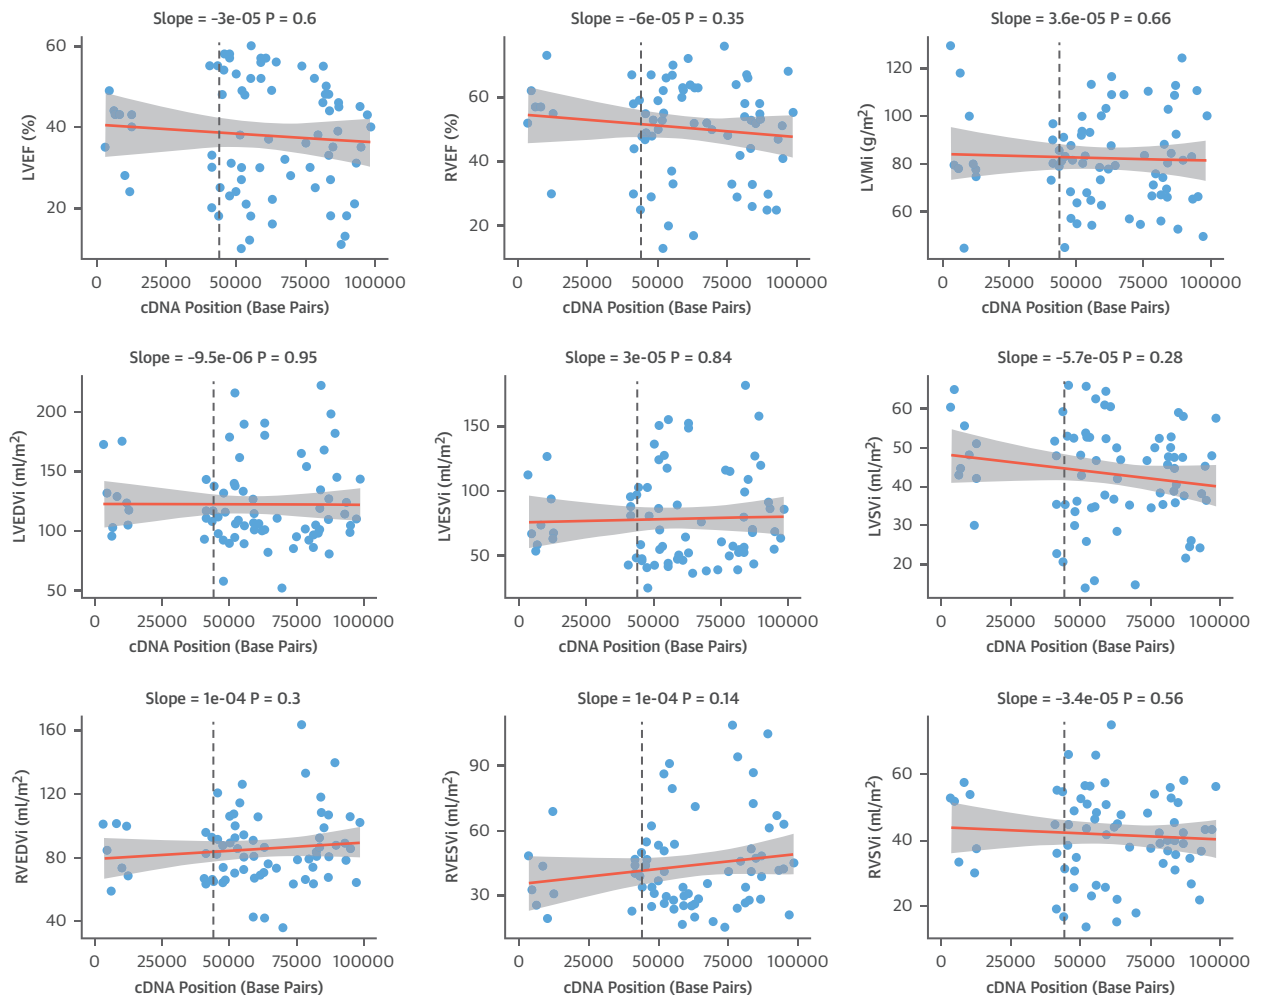 Slope = -3e-05 P = 0.6
LVEF (%)
60
40
20
0 25000 50000 75000 100000
cDNA Position (Base Pairs)
Slope = -6e-05 P = 0.35
RVEF (%)
60
40
20
0 25000 50000 75000 100000
cDNA Position (Base Pairs)
Slope = 3.6e-05 P = 0.66
LVMi (g/m²)
120
100
80
60
0 25000 50000 75000 100000
cDNA Position (Base Pairs)
Slope = -9.5e-06 P = 0.95
LVEDVi (ml/m²)
200
150
100
50
0 25000 50000 75000 100000
cDNA Position (Base Pairs)
Slope = 3e-05 P = 0.84
LVESVi (ml/m²)
150
100
50
0 25000 50000 75000 100000
cDNA Position (Base Pairs)
Slope = -5.7e-05 P = 0.28
LVSVi (ml/m²)
60
50
40
30
20
0 25000 50000 75000 100000
cDNA Position (Base Pairs)
Slope = 1e-04 P = 0.3
RVEDVi (ml/m²)
160
120
80
40
0 25000 50000 75000 100000
cDNA Position (Base Pairs)
Slope = 1e-04 P = 0.14
RVESVi (ml/m²)
90
60
30
0 25000 50000 75000 100000
cDNA Position (Base Pairs)
Slope = -3.4e-05 P = 0.56
RVSVi (ml/m²)
60
40
20
0 25000 50000 75000 100000
cDNA Position (Base Pairs)